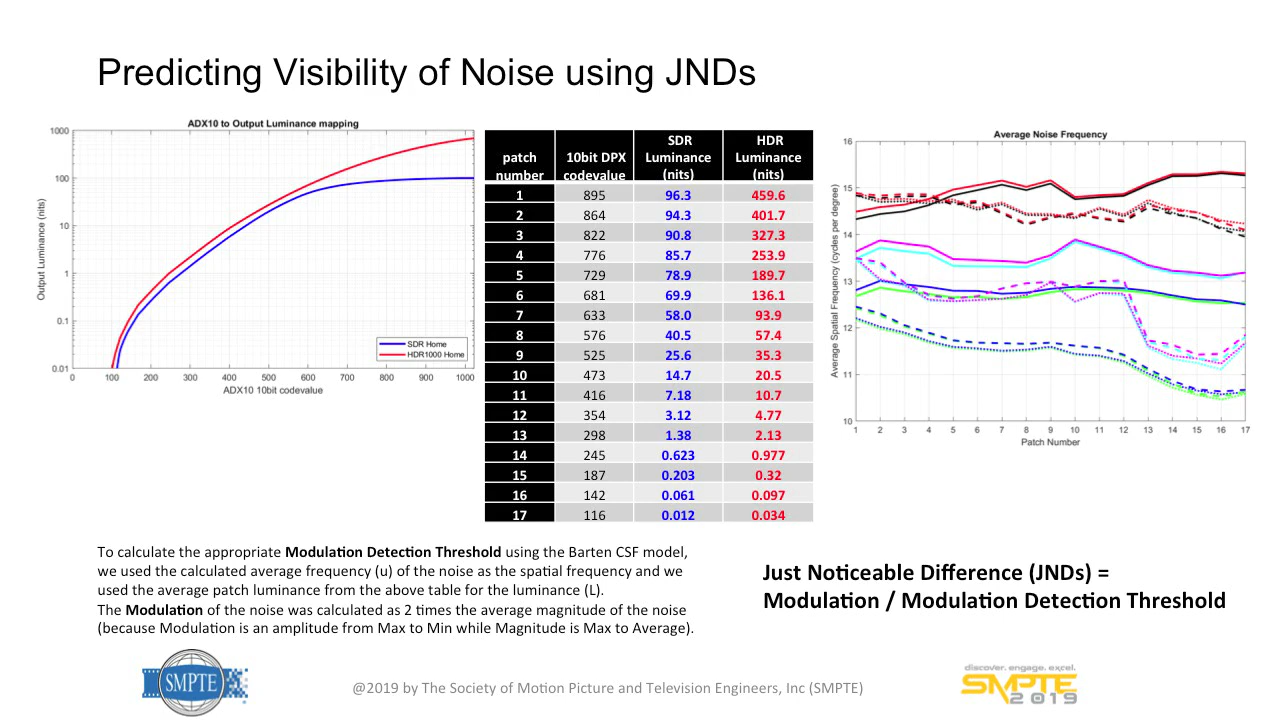 Predicting Visibility of Noise using JNDs
ADX10 to Output Luminance mapping
1000
100
10
1
0.1
0.01
Output Luminance (nits)
0 100 200 300 400 500 600 700 800 900 1000
ADX10 10bit codevalue
SDR Home
HDR1000 Home
patch number 10bit DPX codevalue SDR Luminance (nits) HDR Luminance (nits)
1 895 96.3 459.6
2 864 94.3 401.7
3 822 90.8 327.3
4 776 85.7 253.9
5 729 78.9 189.7
6 681 69.9 136.1
7 633 58.0 93.9
8 576 40.5 57.4
9 525 25.6 35.3
10 473 14.7 20.5
11 416 7.18 10.7
12 354 3.12 4.77
13 298 1.38 2.13
14 245 0.623 0.977
15 187 0.203 0.32
16 142 0.061 0.097
17 116 0.012 0.034
Average Noise Frequency
16
15
14
13
12
11
10
Average Spatial Frequency (cycles per degree)
1 2 3 4 5 6 7 8 9 10 11 12 13 14 15 16 17
Patch Number
To calculate the appropriate Modulation Detection Threshold using the Barten CSF model,
we used the calculated average frequency (u) of the noise as the spatial frequency and we
used the average patch luminance from the above table for the luminance (L).
The Modulation of the noise was calculated as 2 times the average magnitude of the noise
(because Modulation is an amplitude from Max to Min while Magnitude is Max to Average).
Just Noticeable Difference (JNDs) =
Modulation / Modulation Detection Threshold
SMPTE
@2019 by The Society of Motion Picture and Television Engineers, Inc (SMPTE)
discover. engage. excel.
SMPTE
2019